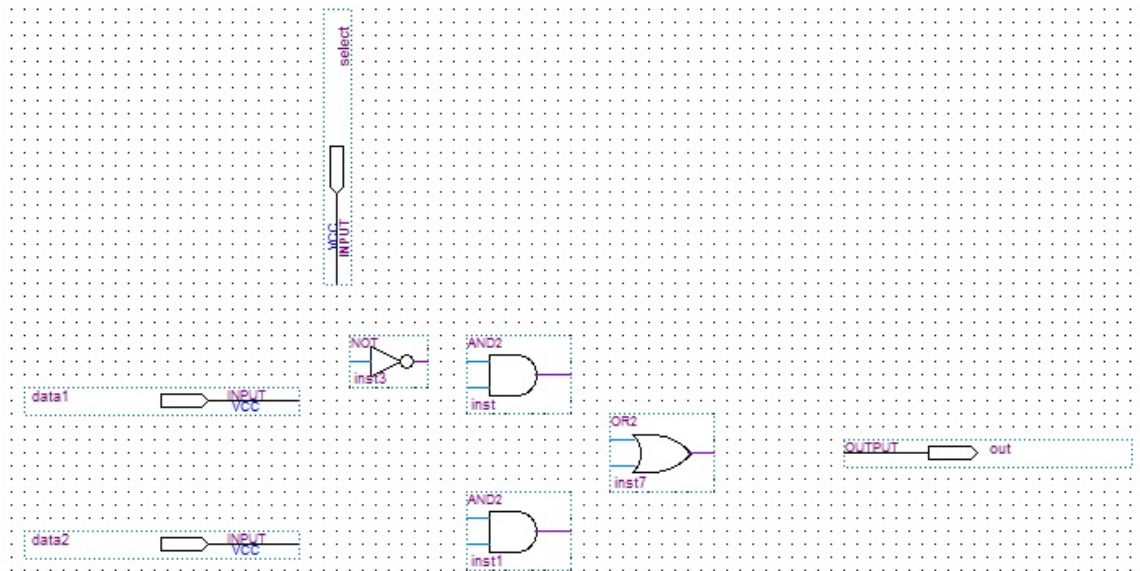 select
VCC
INPUT
NOT
inst3
AND2
inst
data1
INPUT
VCC
OR2
inst7
OUTPUT
out
AND2
inst1
data2
INPUT
VCC